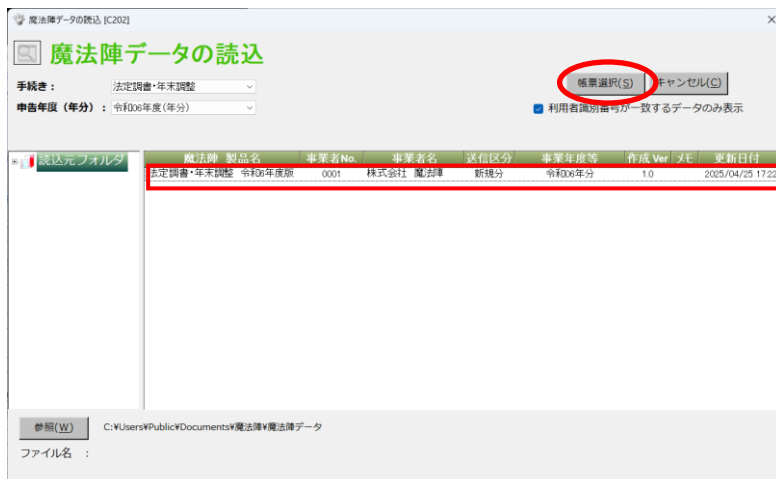 魔法陣データの読込 [C202]
魔法陣データの読込
手続き： 法定調書・年末調整 帳票選択(S) キャンセル(C)
申告年度（年分）： 令和06年度(年分) 利用者識別番号が一致するデータのみ表示
読込元フォルダ 魔法陣 製品名 事業者No. 事業者名 送信区分 事業年度等 作成 Ver メモ 更新日付
法定調書・年末調整 令和6年度版 0001 株式会社 魔法陣 新規分 令和06年分 1.0 2025/04/25 17:22
参照(W) C:¥Users¥Public¥Documents¥魔法陣¥魔法陣データ
ファイル名 ：